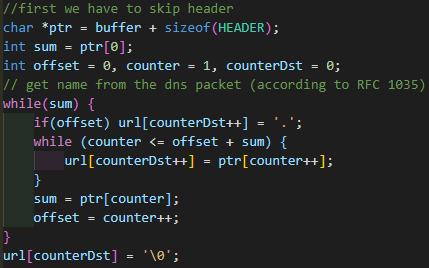 //first we have to skip header
char *ptr = buffer + sizeof(HEADER);
int sum = ptr[0];
int offset = 0, counter = 1, counterDst = 0;
// get name from the dns packet (according to RFC 1035)
while(sum) {
    if(offset) url[counterDst++] = '.';
    while (counter <= offset + sum) {
        url[counterDst++] = ptr[counter++];
    }
    sum = ptr[counter];
    offset = counter++;
}
url[counterDst] = '\0';